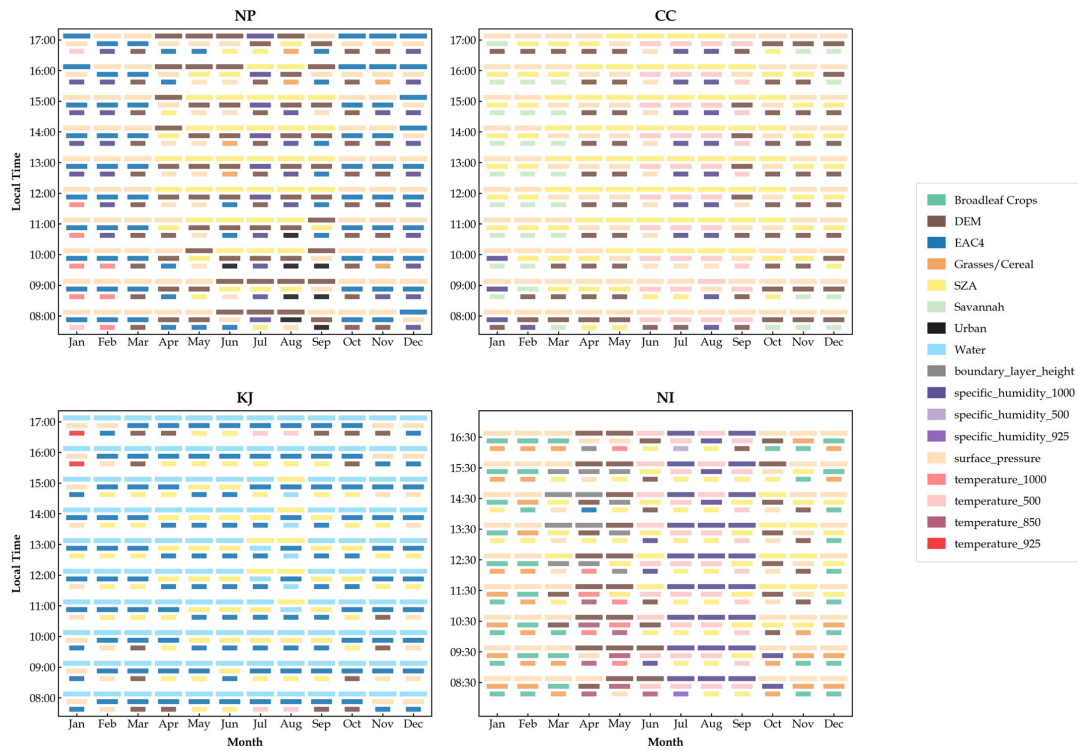 NP
CC
17:00
16:00
15:00
14:00
13:00
12:00
11:00
10:00
09:00
08:00
Local Time
Jan Feb Mar Apr May Jun Jul Aug Sep Oct Nov Dec
17:00
16:00
15:00
14:00
13:00
12:00
11:00
10:00
09:00
08:00
Jan Feb Mar Apr May Jun Jul Aug Sep Oct Nov Dec
KJ
NI
17:00
16:00
15:00
14:00
13:00
12:00
11:00
10:00
09:00
08:00
Local Time
Jan Feb Mar Apr May Jun Jul Aug Sep Oct Nov Dec
Month
16:30
15:30
14:30
13:30
12:30
11:30
10:30
09:30
08:30
Jan Feb Mar Apr May Jun Jul Aug Sep Oct Nov Dec
Month
Broadleaf Crops
DEM
EAC4
Grasses/Cereal
SZA
Savannah
Urban
Water
boundary_layer_height
specific_humidity_1000
specific_humidity_500
specific_humidity_925
surface_pressure
temperature_1000
temperature_500
temperature_850
temperature_925